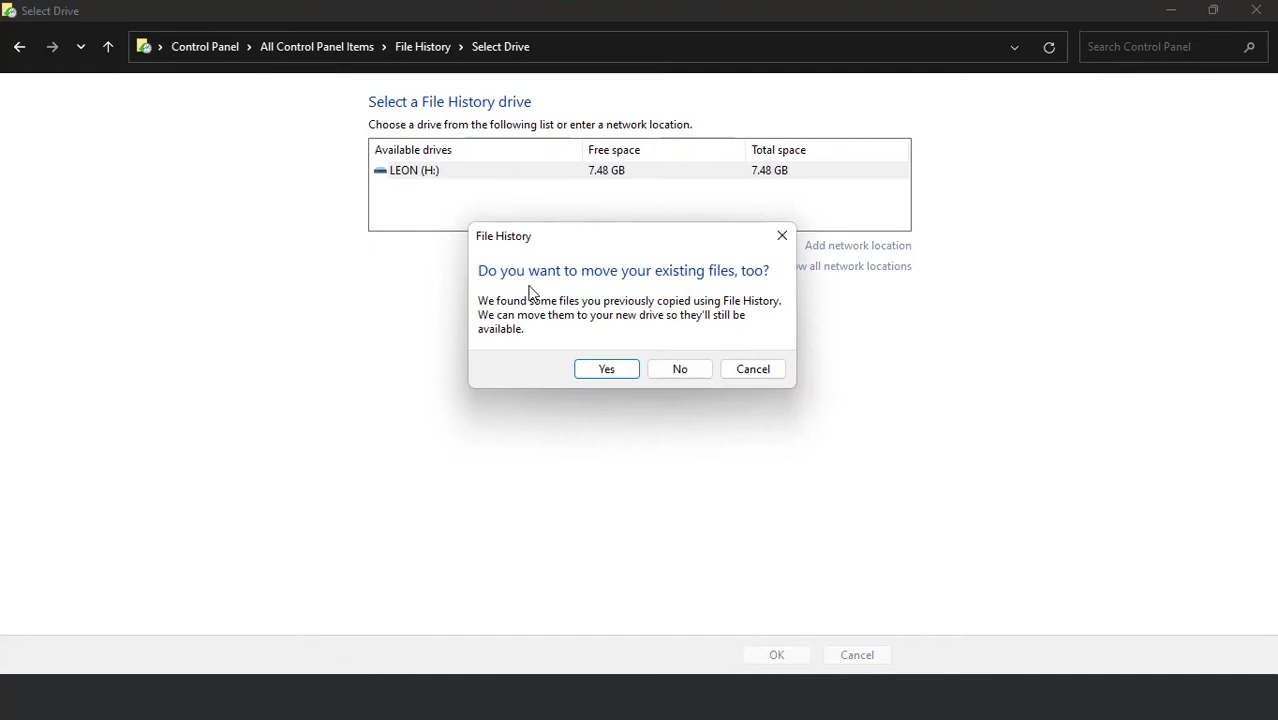 Select Drive
Control Panel > All Control Panel Items > File History > Select Drive
Search Control Panel
Select a File History drive
Choose a drive from the following list or enter a network location.
Available drives Free space Total space
LEON (H:) 7.48 GB 7.48 GB
Add network location
all network locations
File History
Do you want to move your existing files, too?
We found some files you previously copied using File History.
We can move them to your new drive so they'll still be
available.
Yes No Cancel
OK Cancel